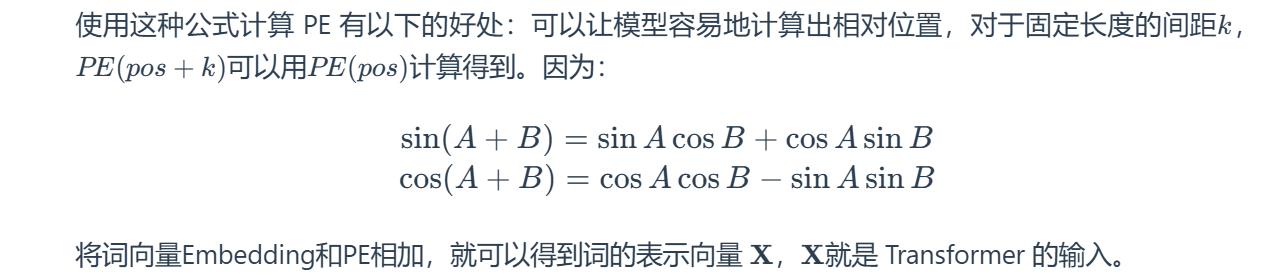 使用这种公式计算 PE 有以下的好处：可以让模型容易地计算出相对位置，对于固定长度的间距k，
PE(pos + k)可以用PE(pos)计算得到。因为：
sin(A + B) = sin A cos B + cos A sin B
cos(A + B) = cos A cos B − sin A sin B
将词向量Embedding和PE相加，就可以得到词的表示向量 X，X就是 Transformer 的输入。